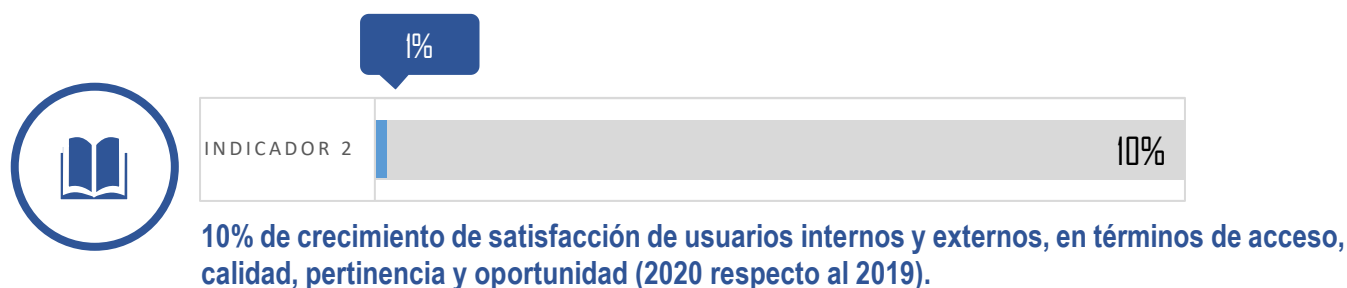 1%
INDICADOR 2
10%
10% de crecimiento de satisfacción de usuarios internos y externos, en términos de acceso,
calidad, pertinencia y oportunidad (2020 respecto al 2019).